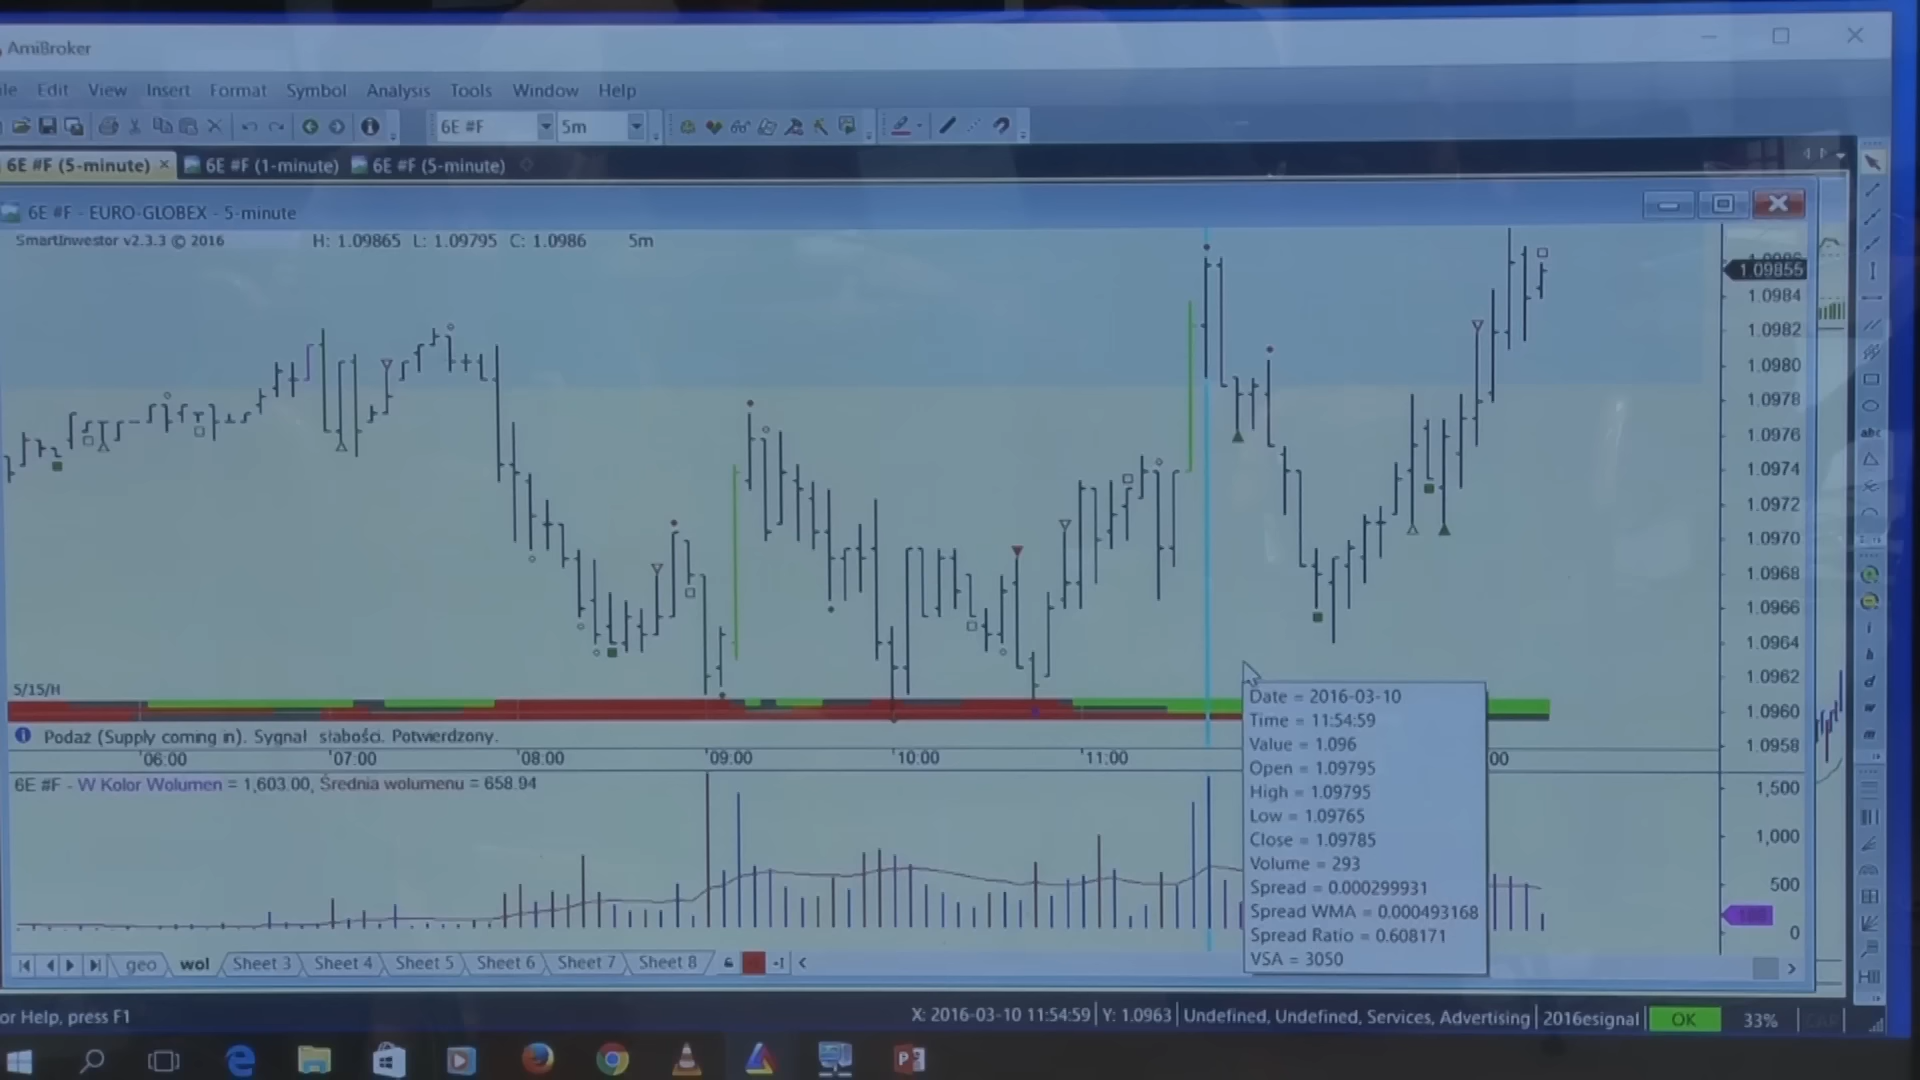 AmiBroker
Edit View Insert Format Symbol Analysis Tools Window Help
6E #F 5m
6E #F (5-minute) 6E #F (1-minute) 6E #F (5-minute)
6E #F - EURO-GLOBEX - 5-minute
SmartInwestor v2.3.3 © 2016 H: 1.09865 L: 1.09795 C: 1.0986 5m
1.09855
1.0984
1.0982
1.0980
1.0978
1.0976
1.0974
1.0972
1.0970
1.0968
1.0966
1.0964
1.0962
1.0960
1.0958
abc
5/15/H
Podaż (Supply coming in). Sygnał słabości. Potwierdzony.
'06:00 '07:00 '08:00 '09:00 '10:00 '11:00 00
6E #F - W Kolor Wolumen = 1,603.00, Średnia wolumenu = 658.94
1,500
1,000
500
0
Date = 2016-03-10
Time = 11:54:59
Value = 1.096
Open = 1.09795
High = 1.09795
Low = 1.09765
Close = 1.09785
Volume = 293
Spread = 0.000299931
Spread WMA = 0.000493168
Spread Ratio = 0.608171
VSA = 3050
geo wol Sheet 3 Sheet 4 Sheet 5 Sheet 6 Sheet 7 Sheet 8
or Help, press F1
X: 2016-03-10 11:54:59 Y: 1.0963 Undefined, Undefined, Services, Advertising 2016esignal OK 33%